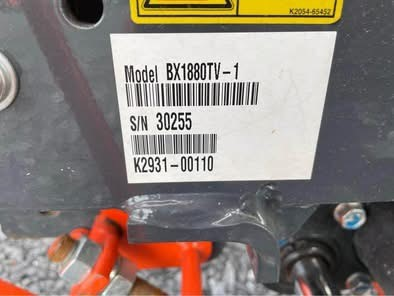 K2054-65452
Model BX1880TV-1
S/N 30255
K2931-00110